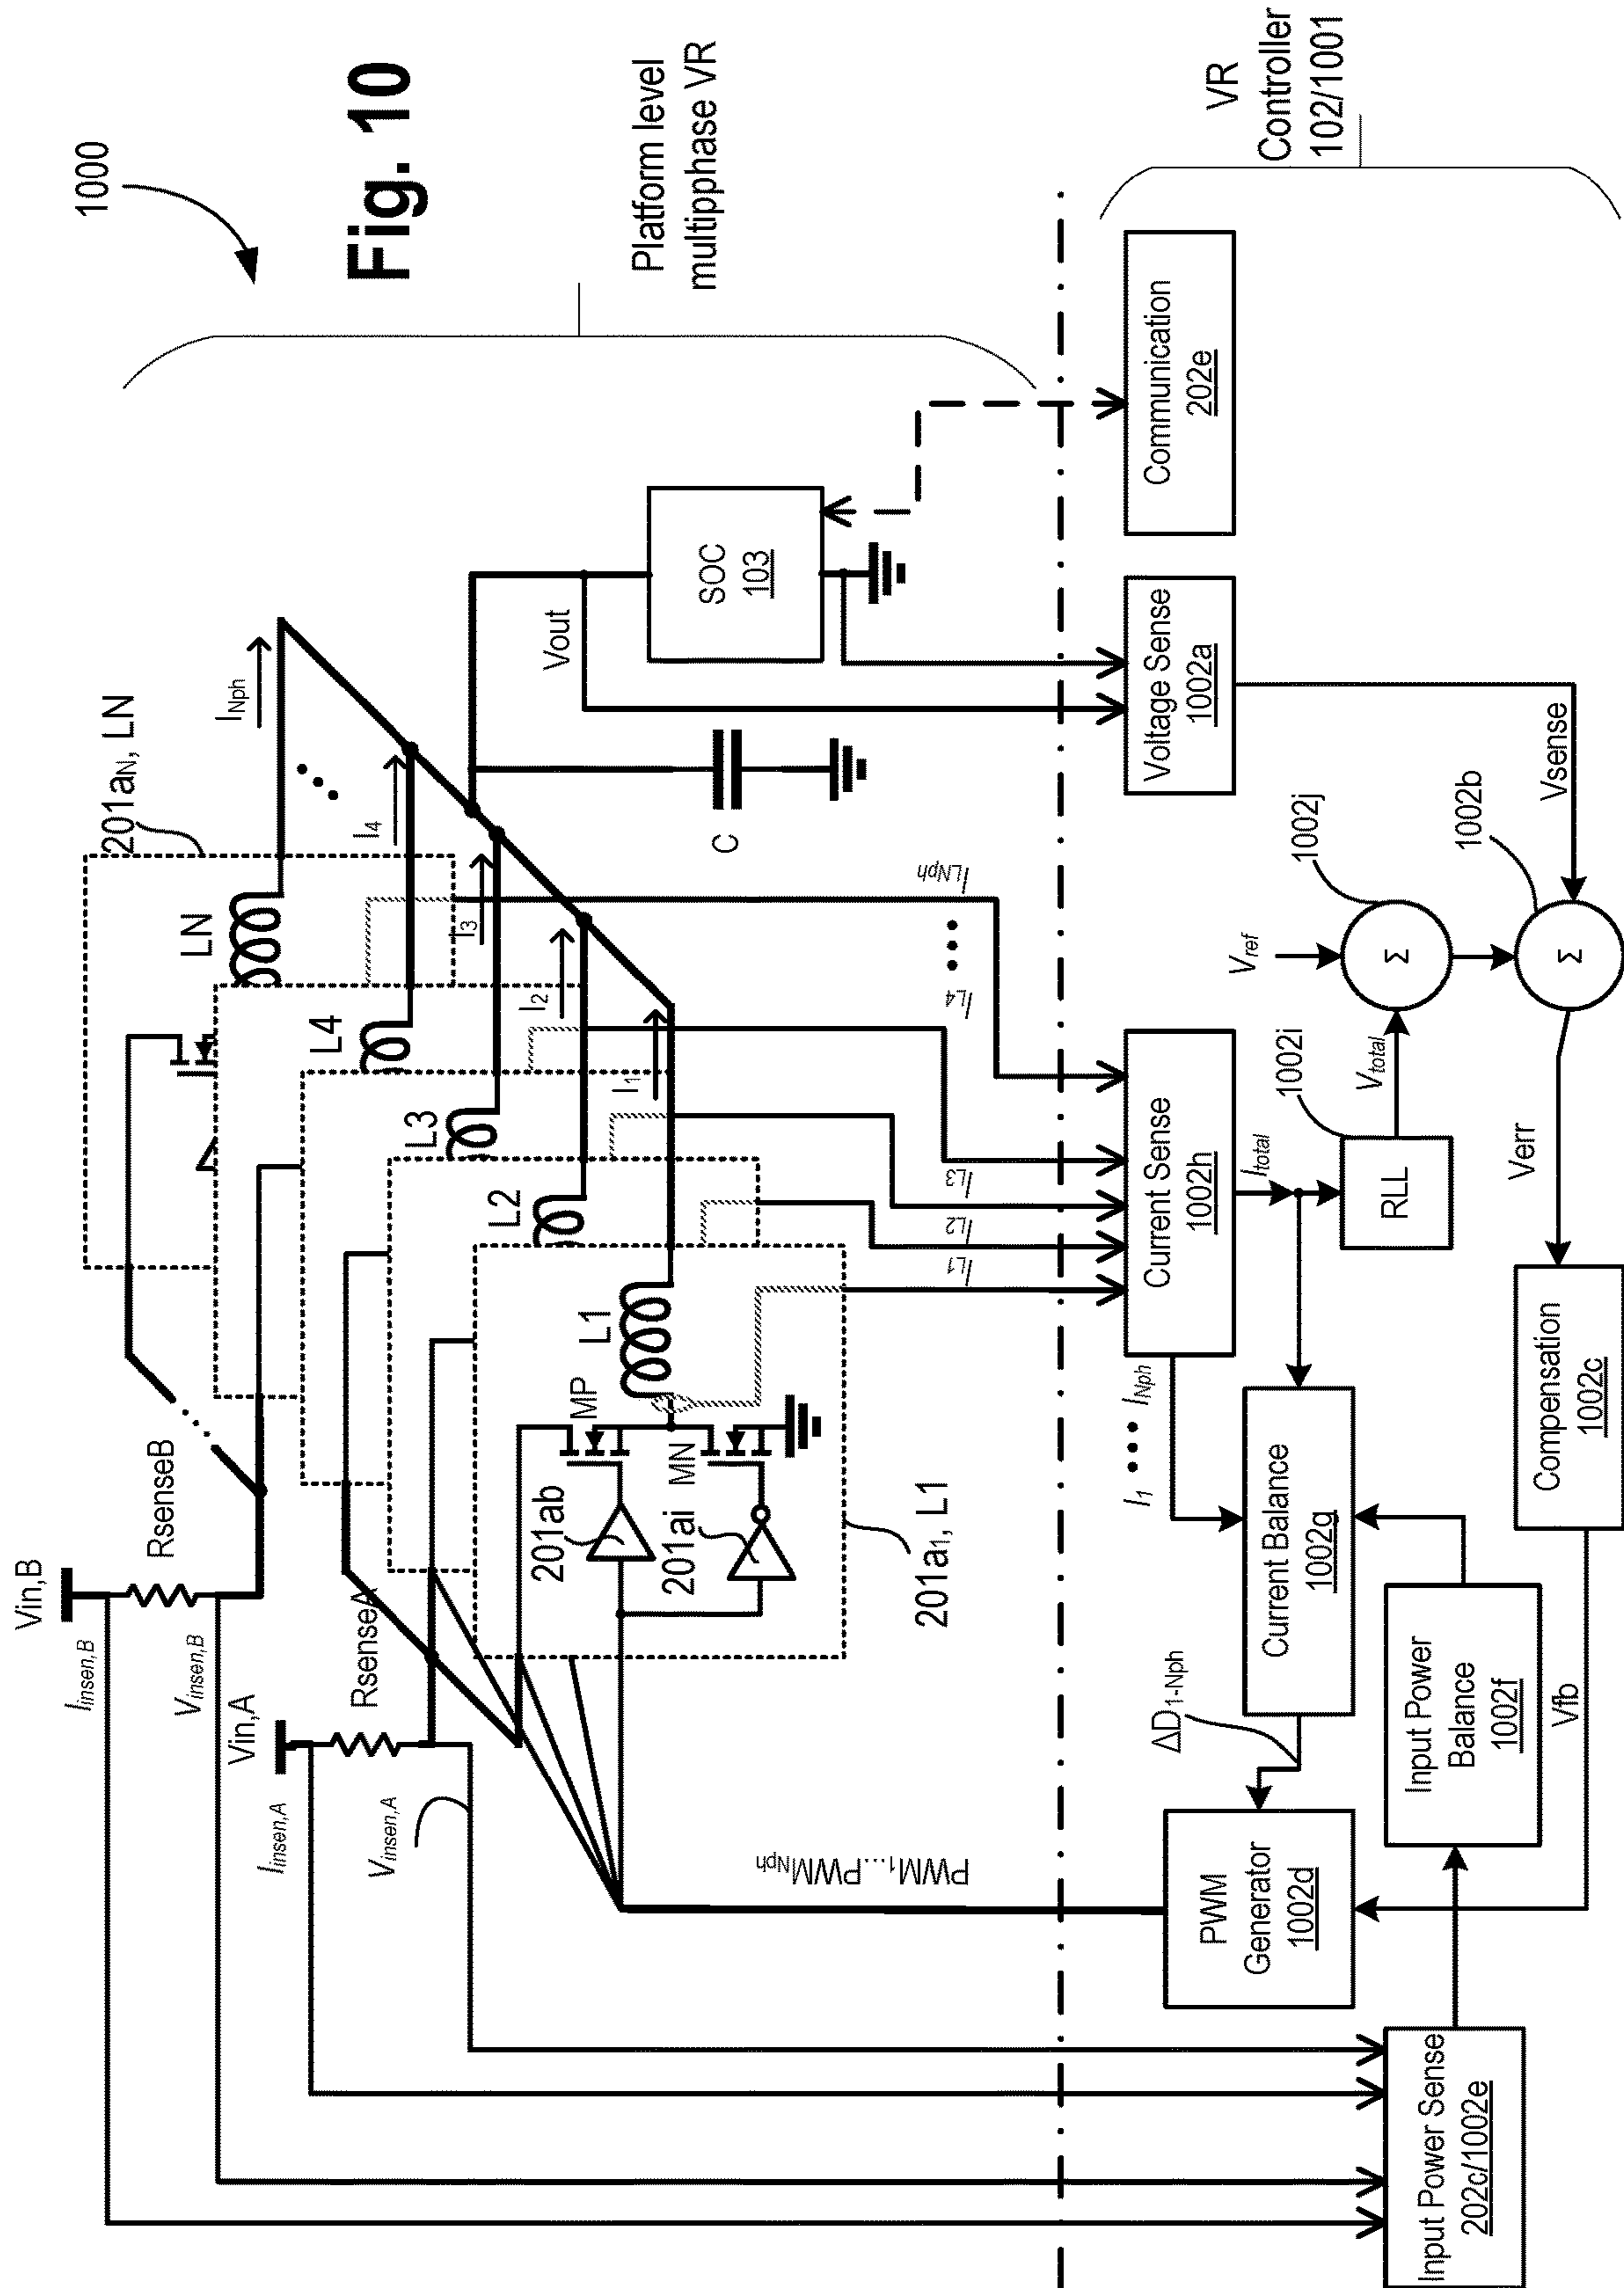 1000
Fig. 10
Platform level
multipphase VR
VR
Controller
102/1001
Vin,B
RsenseB
Iinsen,B
Vinsen,B
Vin,A
RsenseA
Iinsen,A
Vinsen,A
201aN, LN
LN
L4
L3
L2
L1
INph
I4
I3
I2
I1
MP
MN
201ab
201ai
201a1, L1
Vout
C
SOC
103
PWM1...PWMNph
IL1
IL2
IL3
IL4
ILNph
Input Power Sense
202c/1002e
PWM
Generator
1002d
ΔD1-Nph
Current Balance
1002g
Input Power
Balance
1002f
I1 ••• INph
Current Sense
1002h
Itotal
RLL
1002i
Vtotal
Vref
Σ
1002j
Σ
1002b
Voltage Sense
1002a
Vsense
Verr
Compensation
1002c
Vfb
Communication
202e